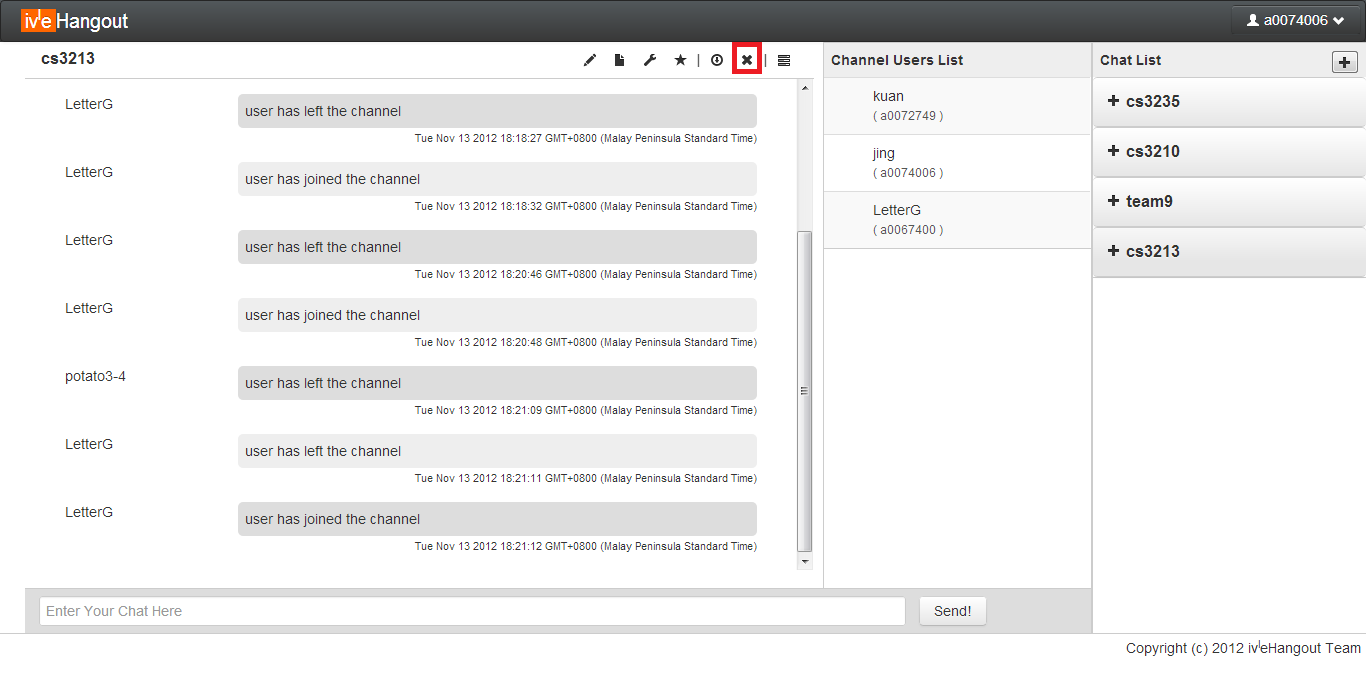 ivleHangout
a0074006
cs3213
|
|
Channel Users List
Chat List
LetterG
user has left the channel
Tue Nov 13 2012 18:18:27 GMT+0800 (Malay Peninsula Standard Time)
LetterG
user has joined the channel
Tue Nov 13 2012 18:18:32 GMT+0800 (Malay Peninsula Standard Time)
LetterG
user has left the channel
Tue Nov 13 2012 18:20:46 GMT+0800 (Malay Peninsula Standard Time)
LetterG
user has joined the channel
Tue Nov 13 2012 18:20:48 GMT+0800 (Malay Peninsula Standard Time)
potato3-4
user has left the channel
Tue Nov 13 2012 18:21:09 GMT+0800 (Malay Peninsula Standard Time)
LetterG
user has left the channel
Tue Nov 13 2012 18:21:11 GMT+0800 (Malay Peninsula Standard Time)
LetterG
user has joined the channel
Tue Nov 13 2012 18:21:12 GMT+0800 (Malay Peninsula Standard Time)
Enter Your Chat Here
Send!
kuan
( a0072749 )
jing
( a0074006 )
LetterG
( a0067400 )
cs3235
cs3210
team9
cs3213
Copyright (c) 2012 ivleHangout Team